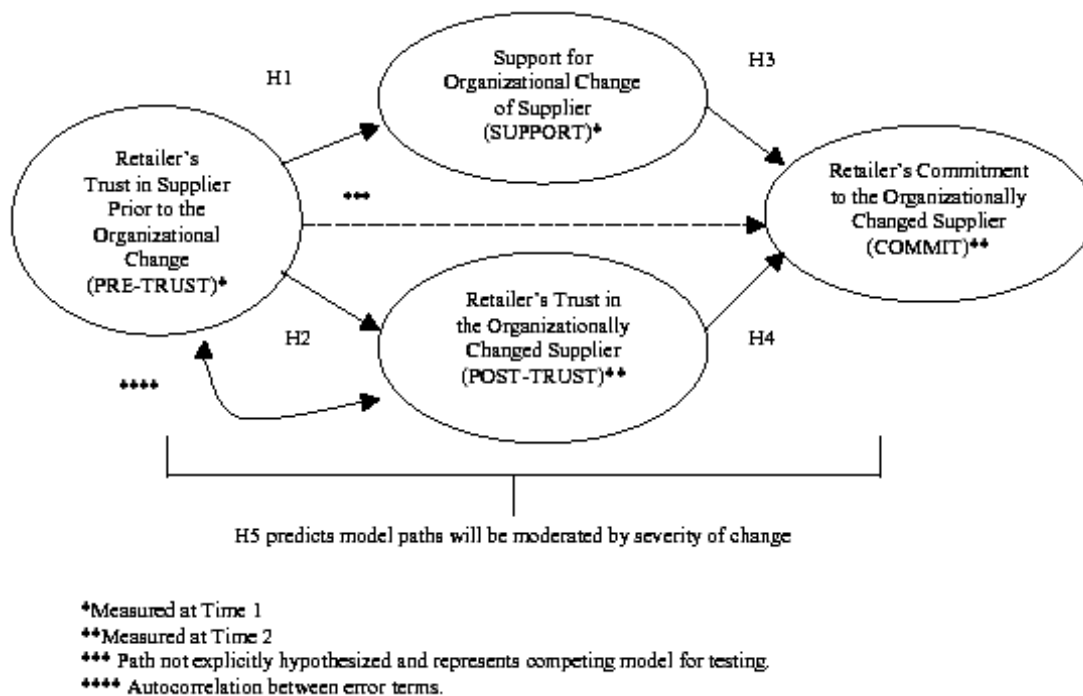 H1
Support for
Organizational Change
of Supplier
(SUPPORT)*
H3
Retailer's
Trust in Supplier
Prior to the
Organizational
Change
(PRE-TRUST)*
***
Retailer's Commitment
to the Organizationally
Changed Supplier
(COMMIT)**
H2
Retailer's Trust in
the Organizationally
Changed Supplier
(POST-TRUST)**
H4
****
H5 predicts model paths will be moderated by severity of change
*Measured at Time 1
**Measured at Time 2
*** Path not explicitly hypothesized and represents competing model for testing.
**** Autocorrelation between error terms.